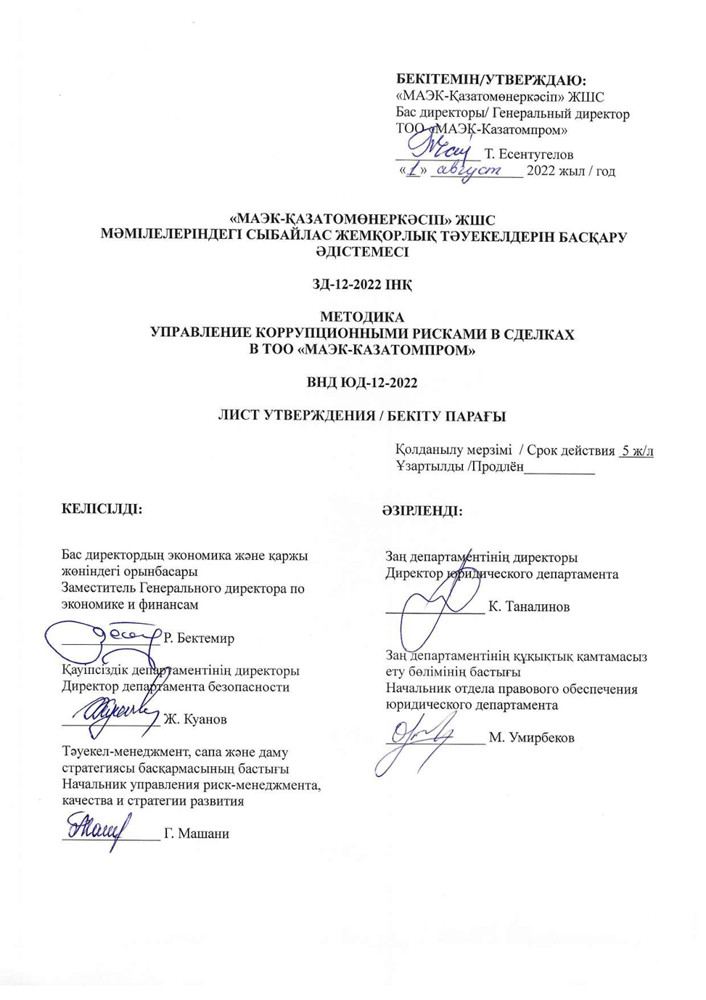 БЕКІТЕМІН/УТВЕРЖДАЮ:
«МАЭК-Қазатомөнеркәсіп» ЖШС
Бас директоры/ Генеральный директор
ТОО «МАЭК-Казатомпром»
____________ Т. Есентугелов
«1» август 2022 жыл / год
«МАЭК-ҚАЗАТОМӨНЕРКӘСІП» ЖШС
МӘМІЛЕЛЕРІНДЕГІ СЫБАЙЛАС ЖЕМҚОРЛЫҚ ТӘУЕКЕЛДЕРІН БАСҚАРУ
ӘДІСТЕМЕСІ
ЗД-12-2022 ІНҚ
МЕТОДИКА
УПРАВЛЕНИЕ КОРРУПЦИОННЫМИ РИСКАМИ В СДЕЛКАХ
В ТОО «МАЭК-КАЗАТОМПРОМ»
ВНД ЮД-12-2022
ЛИСТ УТВЕРЖДЕНИЯ / БЕКІТУ ПАРАҒЫ
Қолданылу мерзімі / Срок действия 5 ж/л
Ұзартылды /Продлён__________
КЕЛІСІЛДІ:
Бас директордың экономика және қаржы
жөніндегі орынбасары
Заместитель Генерального директора по
экономике и финансам
______________ Р. Бектемир
Қауіпсіздік департаментінің директоры
Директор департамента безопасности
______________ Ж. Куанов
Тәуекел-менеджмент, сапа және даму
стратегиясы басқармасының бастығы
Начальник управления риск-менеджмента,
качества и стратегии развития
______________ Г. Машани
ӘЗІРЛЕНДІ:
Заң департаментінің директоры
Директор юридического департамента
______________ К. Таналинов
Заң департаментінің құқықтық қамтамасыз
ету бөлімінің бастығы
Начальник отдела правового обеспечения
юридического департамента
______________ М. Умирбеков